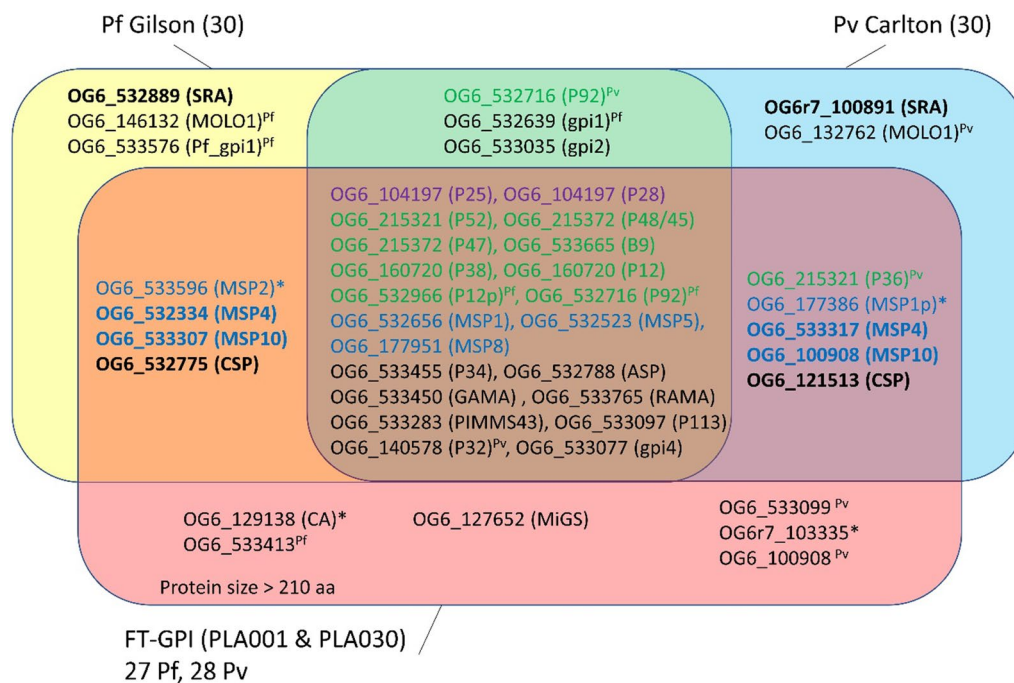 Pf Gilson (30)
Pv Carlton (30)
OG6_532889 (SRA)
OG6_146132 (MOLO1)Pf
OG6_533576 (Pf_gpi1)Pf
OG6_532716 (P92)Pv
OG6_532639 (gpi1)Pf
OG6_533035 (gpi2)
OG6r7_100891 (SRA)
OG6_132762 (MOLO1)Pv
OG6_533596 (MSP2)*
OG6_532334 (MSP4)
OG6_533307 (MSP10)
OG6_532775 (CSP)
OG6_104197 (P25), OG6_104197 (P28)
OG6_215321 (P52), OG6_215372 (P48/45)
OG6_215372 (P47), OG6_533665 (B9)
OG6_160720 (P38), OG6_160720 (P12)
OG6_532966 (P12p)Pf, OG6_532716 (P92)Pf
OG6_532656 (MSP1), OG6_532523 (MSP5),
OG6_177951 (MSP8)
OG6_533455 (P34), OG6_532788 (ASP)
OG6_533450 (GAMA) , OG6_533765 (RAMA)
OG6_533283 (PIMMS43), OG6_533097 (P113)
OG6_140578 (P32)Pv, OG6_533077 (gpi4)
OG6_215321 (P36)Pv
OG6_177386 (MSP1p)*
OG6_533317 (MSP4)
OG6_100908 (MSP10)
OG6_121513 (CSP)
OG6_129138 (CA)*
OG6_533413Pf
OG6_127652 (MiGS)
OG6_533099 Pv
OG6r7_103335*
OG6_100908 Pv
Protein size > 210 aa
FT-GPI (PLA001 & PLA030)
27 Pf, 28 Pv